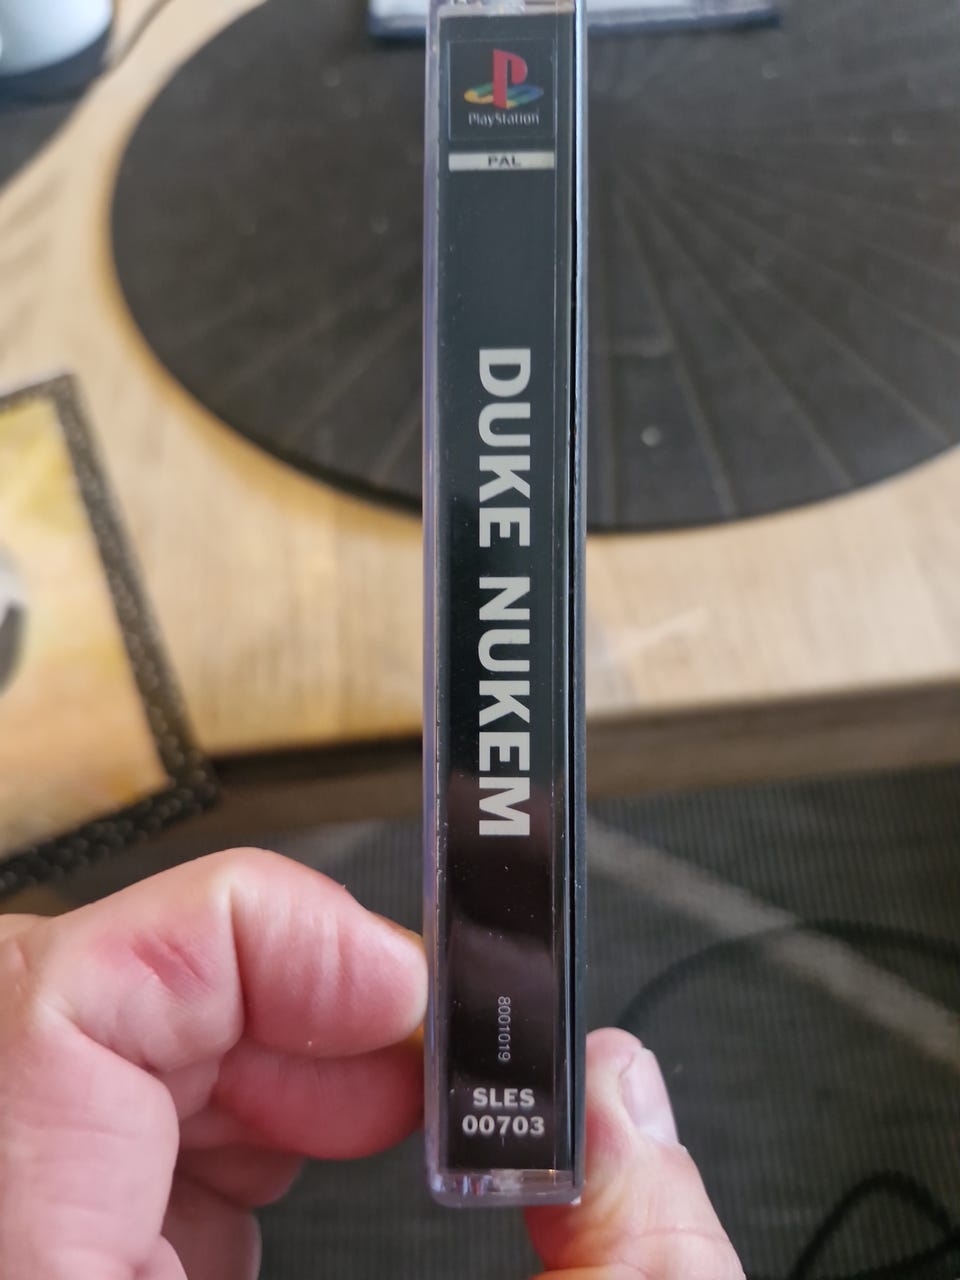 PlayStation
PAL
DUKE NUKEM
8001019
SLES
00703